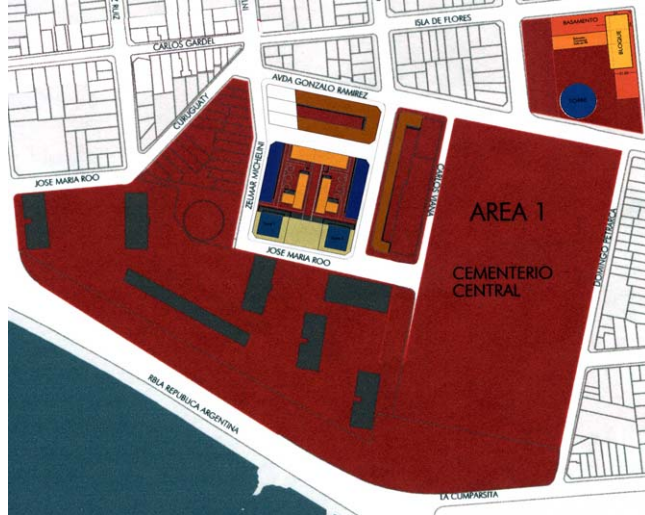 ISLA DE FLORES
CARLOS GARDEL
BASAMENTO
BLOQUE
TORRE
AVDA GONZALO RAMIREZ
CURUGUATY
ZELMAR MICHELINI
JOSE MARIA ROO
AREA 1
CEMENTERIO
CENTRAL
DOMINGO PETRARCA
JOSE MARIA ROO
RBLA REPUBLICA ARGENTINA
LA CUMPARSITA